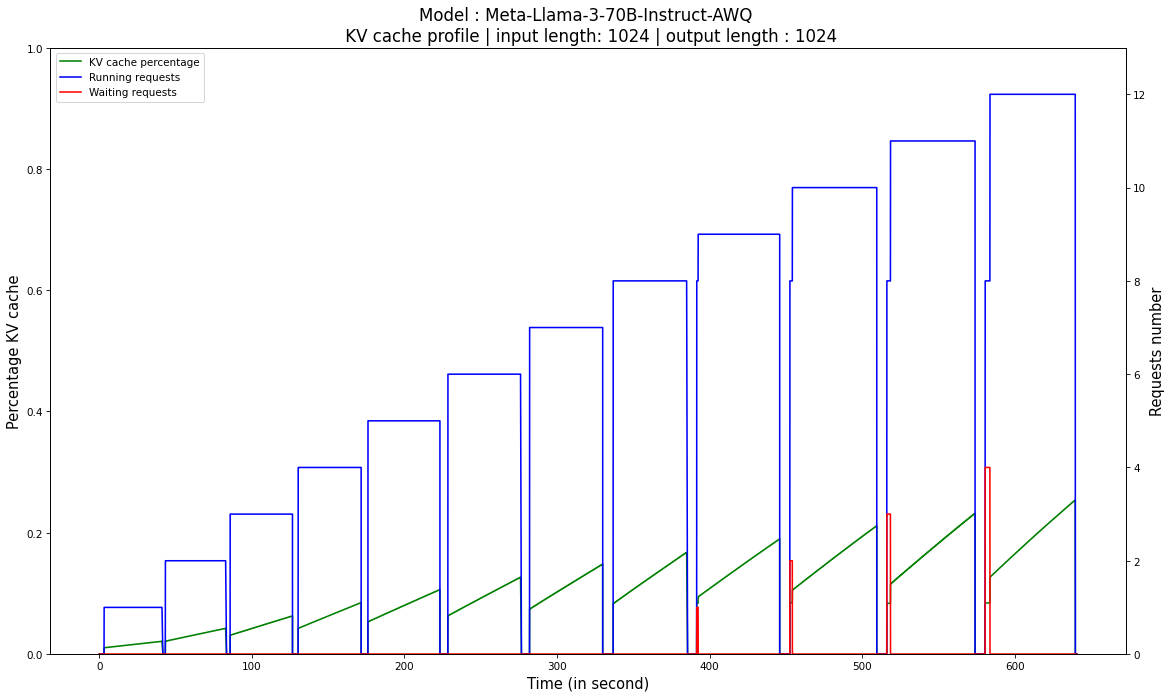 Model : Meta-Llama-3-70B-Instruct-AWQ
KV cache profile | input length: 1024 | output length : 1024
KV cache percentage
Running requests
Waiting requests
Percentage KV cache
1.0
0.8
0.6
0.4
0.2
0.0
12
10
8
6
4
2
0
Requests number
0 100 200 300 400 500 600
Time (in second)